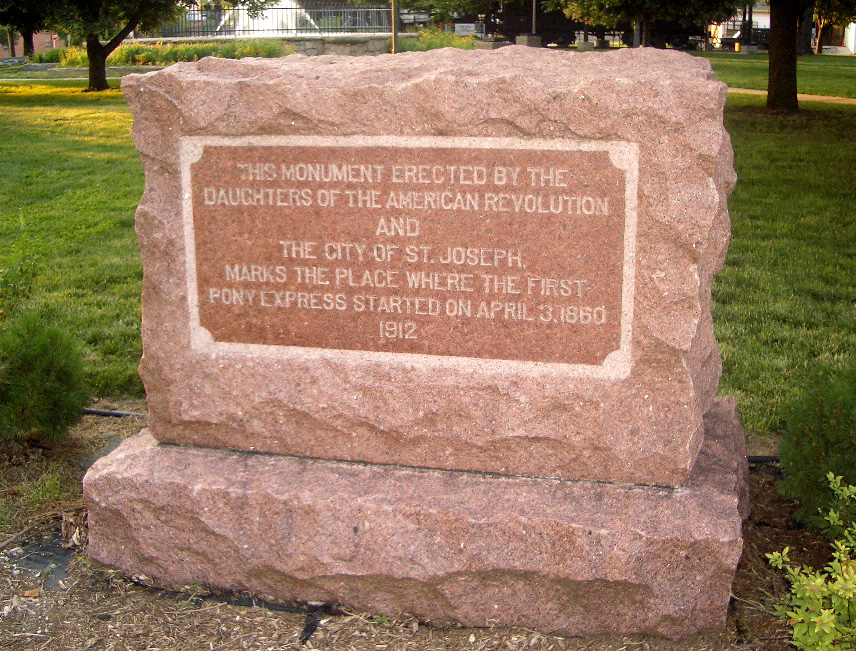 THIS MONUMENT ERECTED BY THE
DAUGHTERS OF THE AMERICAN REVOLUTION
AND
THE CITY OF ST. JOSEPH,
MARKS THE PLACE WHERE THE FIRST
PONY EXPRESS STARTED ON APRIL 3. 1860
1912